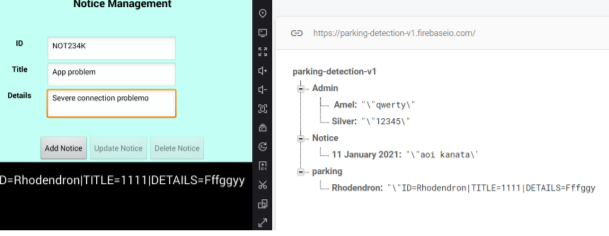 Notice Management
ID
NOT234K
Title
App problem
Details
Severe connection problemo
Add Notice
Update Notice
Delete Notice
D=Rhodendron|TITLE=1111|DETAILS=Fffggyy
https://parking-detection-v1.firebaseio.com/
parking-detection-v1
Admin
Amel: "\"qwerty\"
Silver: "\"12345\"
Notice
11 January 2021: "\"aoi kanata\"
parking
Rhodendron: "\"ID=Rhodendron|TITLE=1111|DETAILS=Fffggy